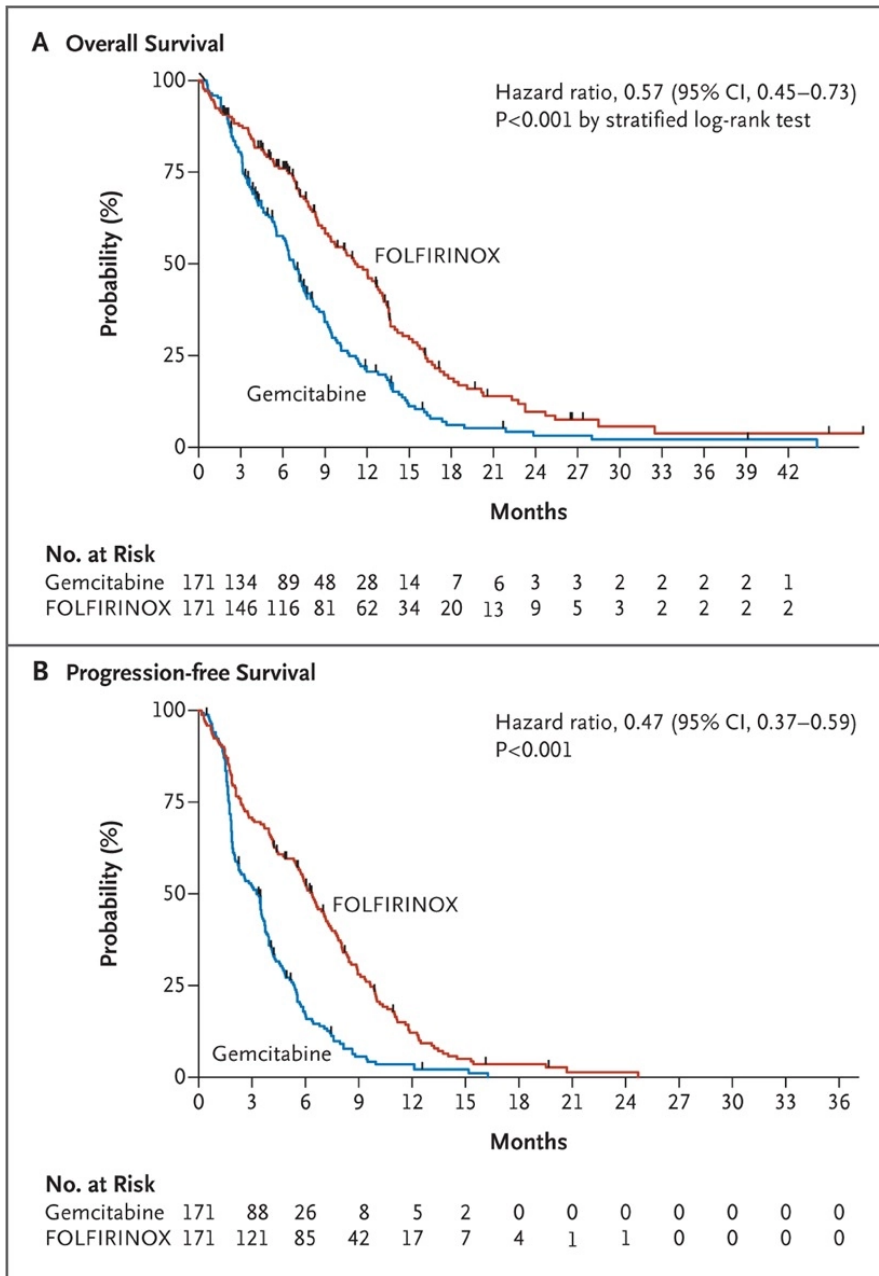 A Overall Survival
100
75
50
25
0
Probability (%)
Hazard ratio, 0.57 (95% CI, 0.45–0.73)
P<0.001 by stratified log-rank test
FOLFIRINOX
Gemcitabine
0 3 6 9 12 15 18 21 24 27 30 33 36 39 42
Months
No. at Risk
Gemcitabine 171 134 89 48 28 14 7 6 3 3 2 2 2 2 1
FOLFIRINOX 171 146 116 81 62 34 20 13 9 5 3 2 2 2 2
B Progression-free Survival
100
75
50
25
0
Probability (%)
Hazard ratio, 0.47 (95% CI, 0.37–0.59)
P<0.001
FOLFIRINOX
Gemcitabine
0 3 6 9 12 15 18 21 24 27 30 33 36
Months
No. at Risk
Gemcitabine 171 88 26 8 5 2 0 0 0 0 0 0 0
FOLFIRINOX 171 121 85 42 17 7 4 1 1 0 0 0 0